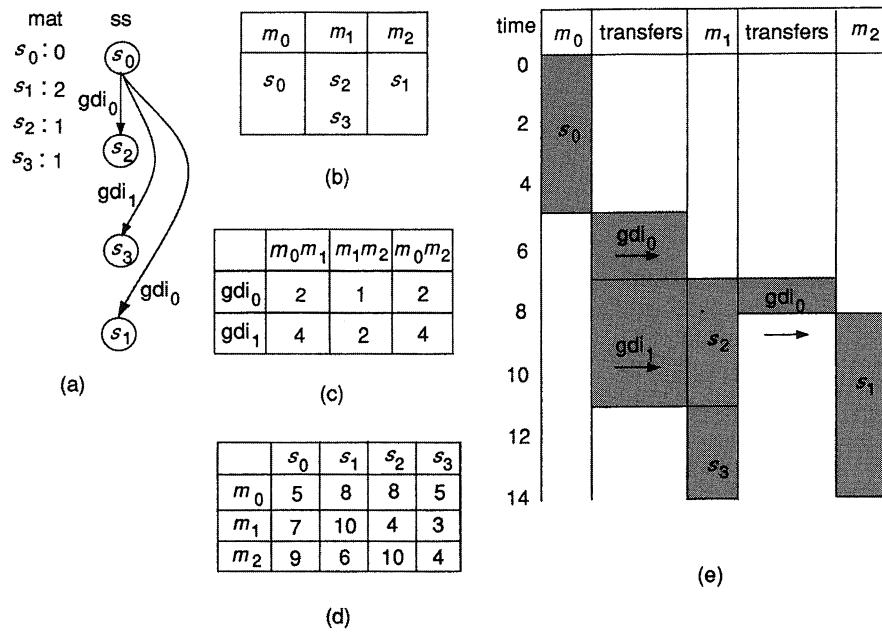 mat ss
s0 : 0
s1 : 2
s2 : 1
s3 : 1
s0
gdi0
s2
gdi1
s3
gdi0
s1
(a)
m0 m1 m2
s0 s2 s1
s3
(b)
m0m1 m1m2 m0m2
gdi0 2 1 2
gdi1 4 2 4
(c)
s0 s1 s2 s3
m0 5 8 8 5
m1 7 10 4 3
m2 9 6 10 4
(d)
time m0 transfers m1 transfers m2
0
2
s0
4
6 gdi0
8 gdi0
gdi1 s2
10 s1
12
s3
14
(e)